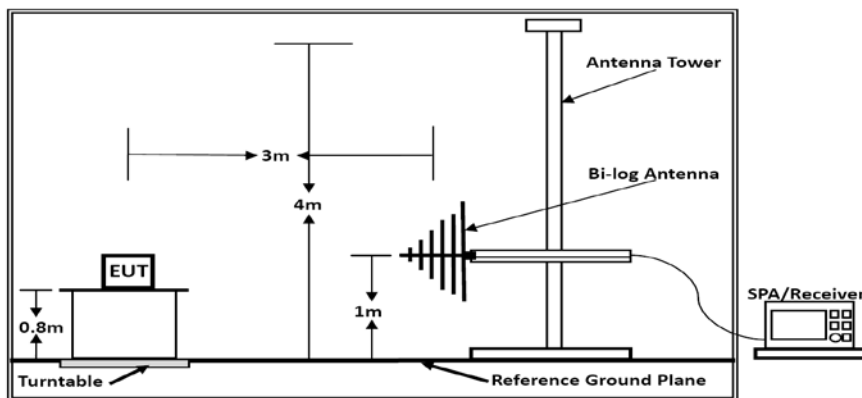 Antenna Tower
3m
Bi-log Antenna
4m
EUT
SPA/Receiver
0.8m
1m
Turntable
Reference Ground Plane